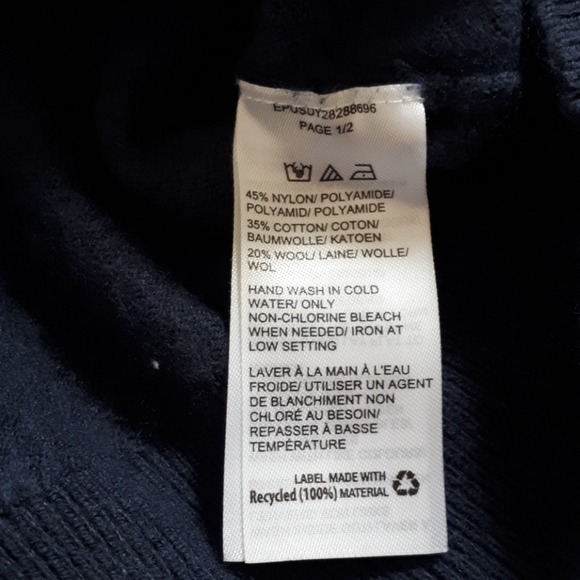 EPUS0Y28288696
PAGE 1/2
45% NYLON/ POLYAMIDE/
POLYAMID/ POLYAMIDE
35% COTTON/ COTON/
BAUMWOLLE/ KATOEN
20% WOOL/ LAINE/ WOLLE/
WOL
HAND WASH IN COLD
WATER/ ONLY
NON-CHLORINE BLEACH
WHEN NEEDED/ IRON AT
LOW SETTING
LAVER À LA MAIN À L'EAU
FROIDE/ UTILISER UN AGENT
DE BLANCHIMENT NON
CHLORÉ AU BESOIN/
REPASSER À BASSE
TEMPÉRATURE
LABEL MADE WITH
Recycled (100%) MATERIAL